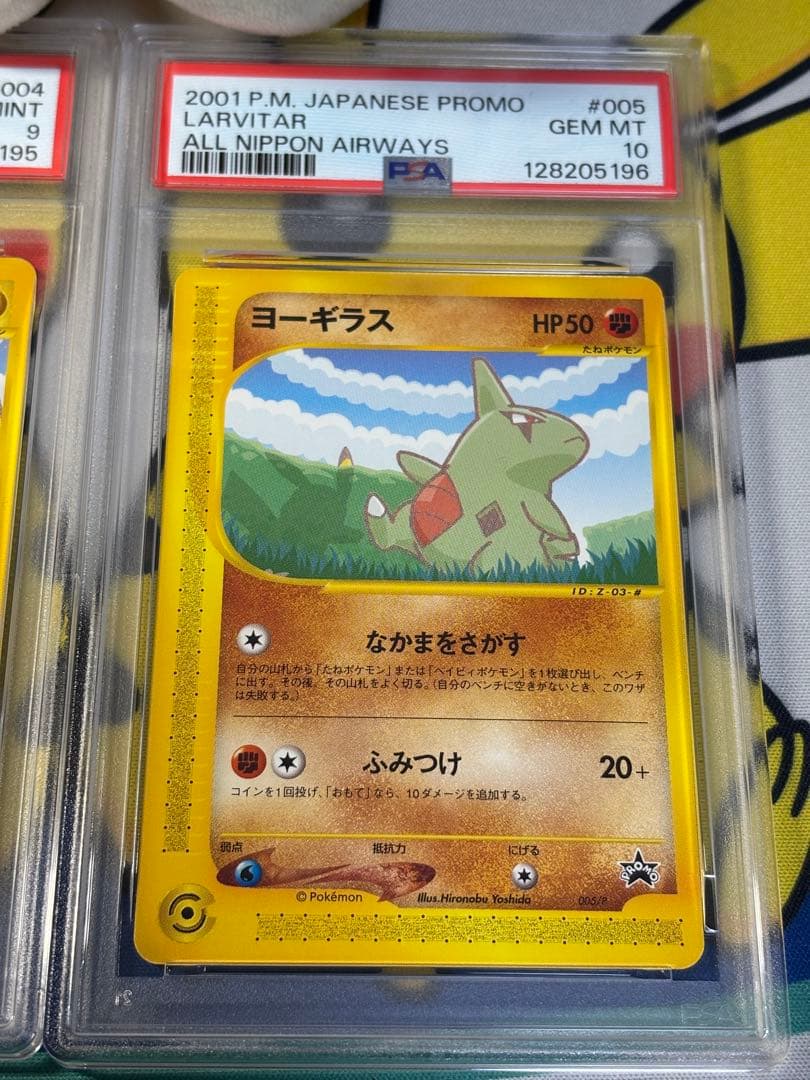 004
MINT
9
195
2001 P.M. JAPANESE PROMO #005
LARVITAR GEM MT
ALL NIPPON AIRWAYS 10
PSA 128205196
ヨーギラス HP50
たねポケモン
ID:Z-03-#
なかまをさがす
自分の山札から「たねポケモン」または「ベイビィポケモン」を1枚選び出し、ベンチ
に出す。その後、その山札をよく切る。(自分のベンチに空きがないとき、このワザ
は失敗する。)
ふみつけ 20+
コインを1回投げ、「おもて」なら、10ダメージを追加する。
弱点 抵抗力 にげる
PROMO
©Pokémon Illus.Hironobu Yoshida 005/P